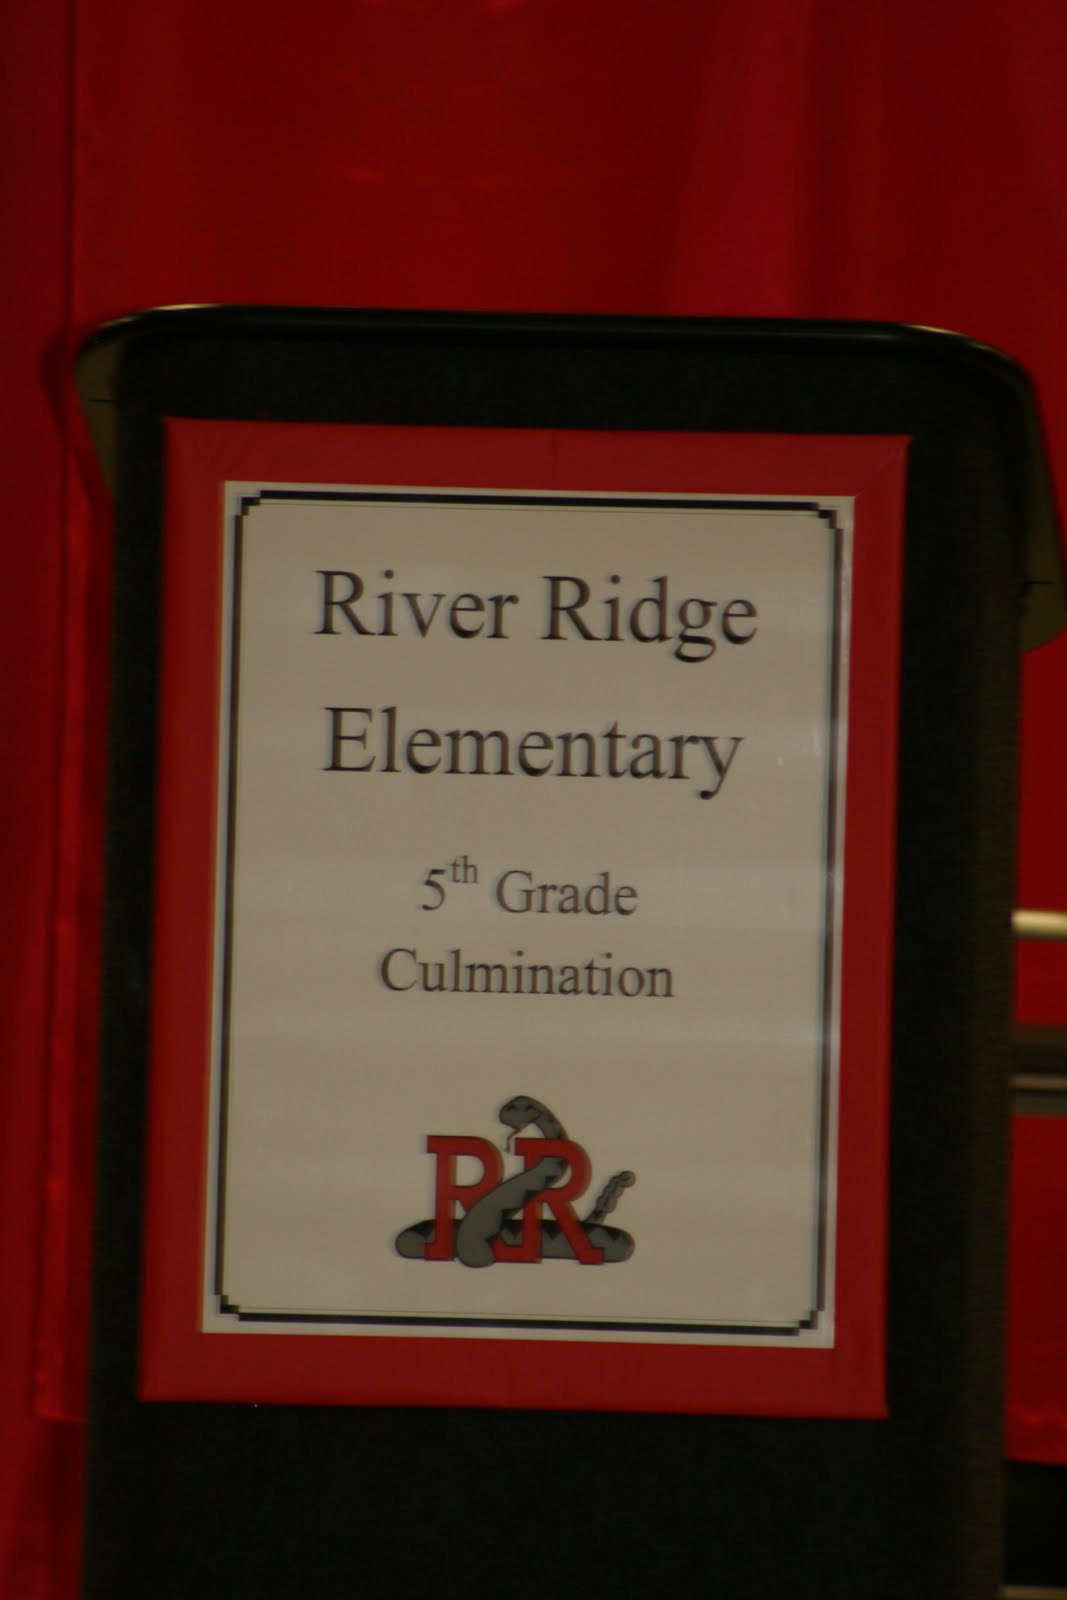 River Ridge
Elementary
5th Grade
Culmination
RR